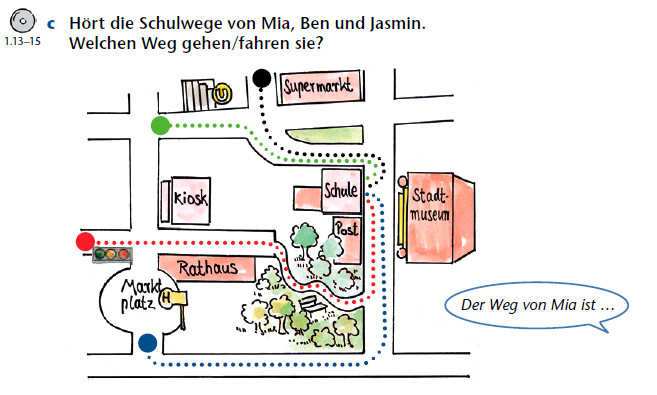 c Hört die Schulwege von Mia, Ben und Jasmin.
1.13–15
Welchen Weg gehen/fahren sie?
U
Supermarkt
Kiosk
Schule
Stadt-
museum
Post
Rathaus
Markt
platz
H
Der Weg von Mia ist ...